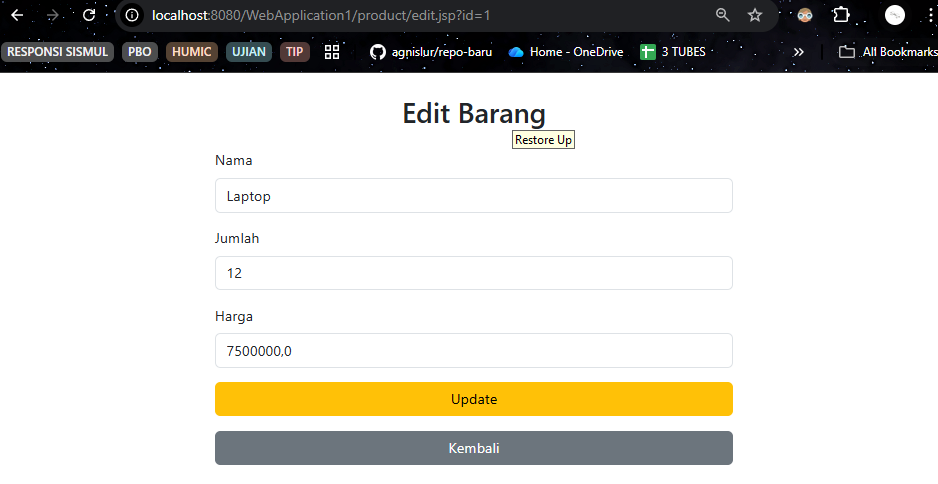 localhost:8080/WebApplication1/product/edit.jsp?id=1
RESPONSI SISMUL PBO HUMIC UJIAN TIP agnislur/repo-baru Home - OneDrive 3 TUBES » All Bookmarks
Edit Barang
Restore Up
Nama
Laptop
Jumlah
12
Harga
7500000,0
Update
Kembali